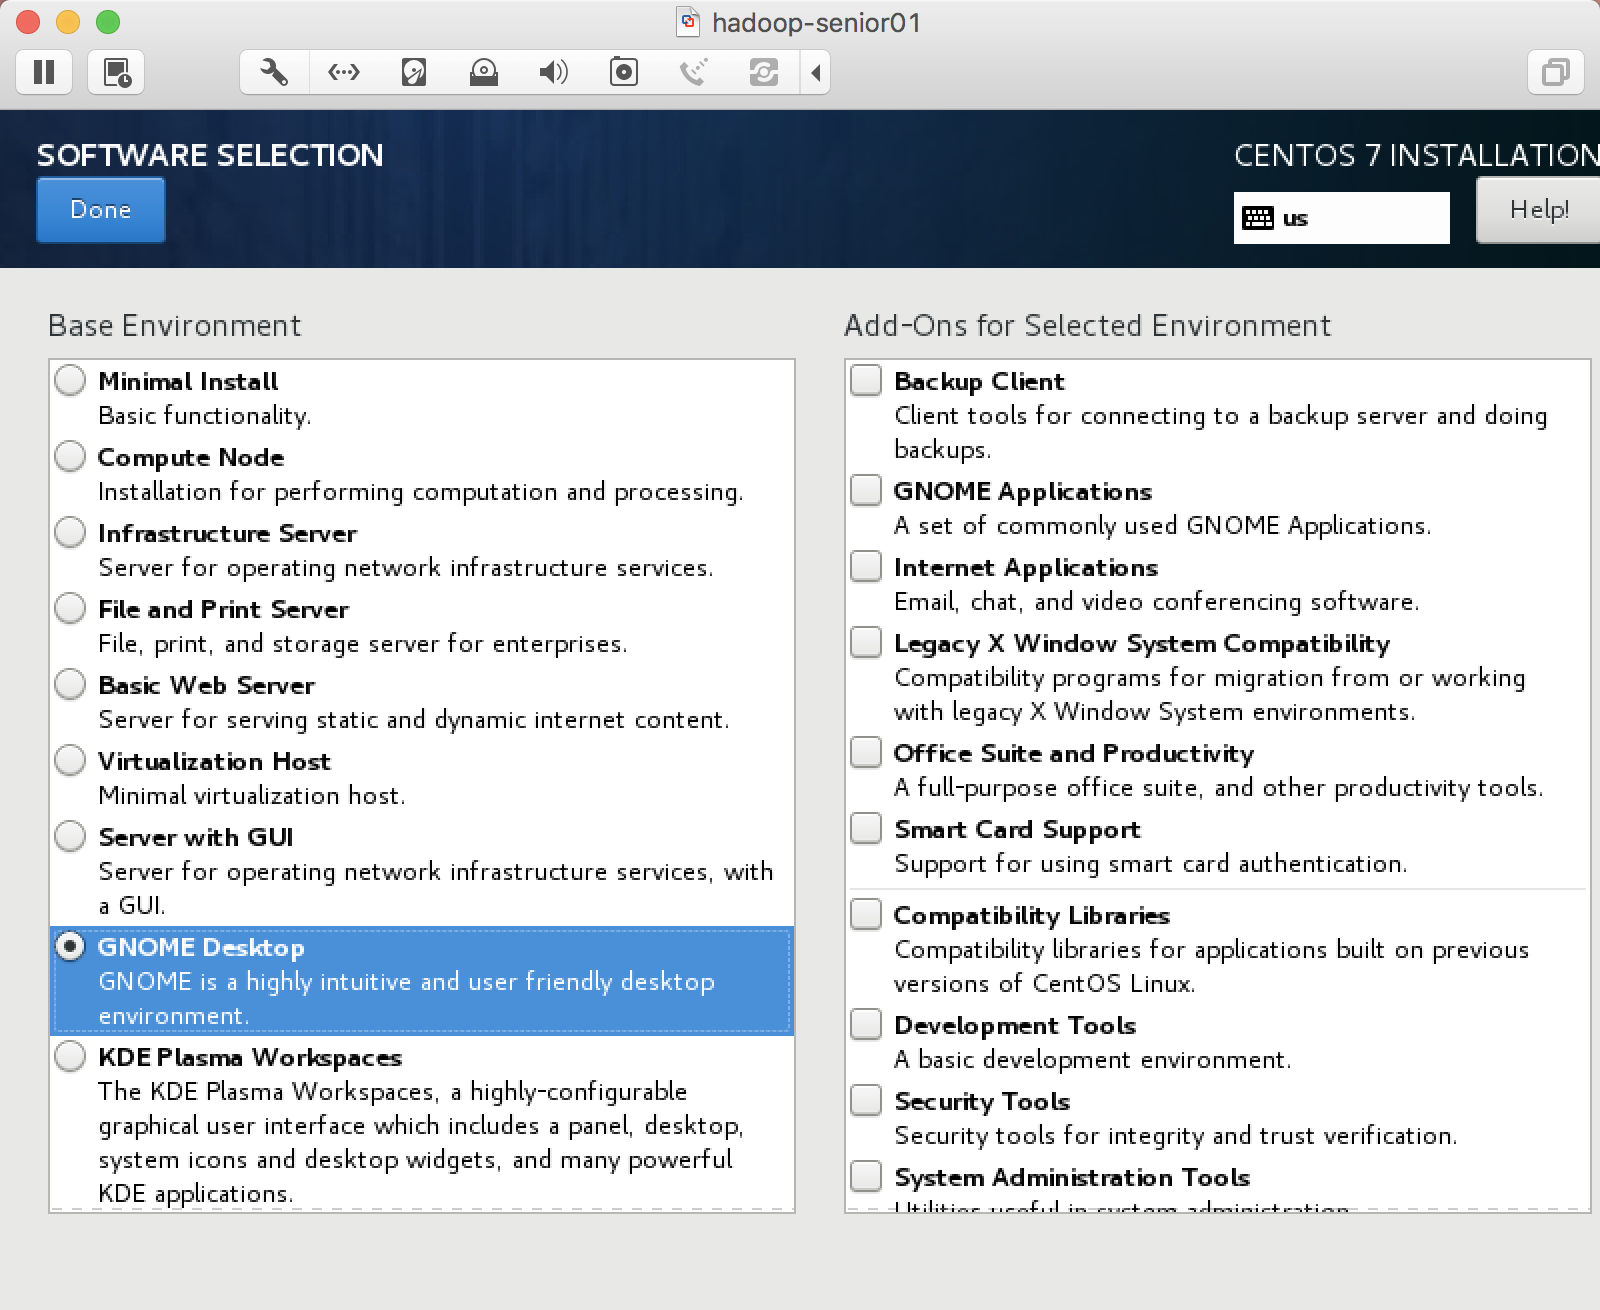 hadoop-senior01
SOFTWARE SELECTION
CENTOS 7 INSTALLATION
Done
us
Help!
Base Environment
Minimal Install
Basic functionality.
Compute Node
Installation for performing computation and processing.
Infrastructure Server
Server for operating network infrastructure services.
File and Print Server
File, print, and storage server for enterprises.
Basic Web Server
Server for serving static and dynamic internet content.
Virtualization Host
Minimal virtualization host.
Server with GUI
Server for operating network infrastructure services, with
a GUI.
GNOME Desktop
GNOME is a highly intuitive and user friendly desktop
environment.
KDE Plasma Workspaces
The KDE Plasma Workspaces, a highly-configurable
graphical user interface which includes a panel, desktop,
system icons and desktop widgets, and many powerful
KDE applications.
Add-Ons for Selected Environment
Backup Client
Client tools for connecting to a backup server and doing
backups.
GNOME Applications
A set of commonly used GNOME Applications.
Internet Applications
Email, chat, and video conferencing software.
Legacy X Window System Compatibility
Compatibility programs for migration from or working
with legacy X Window System environments.
Office Suite and Productivity
A full-purpose office suite, and other productivity tools.
Smart Card Support
Support for using smart card authentication.
Compatibility Libraries
Compatibility libraries for applications built on previous
versions of CentOS Linux.
Development Tools
A basic development environment.
Security Tools
Security tools for integrity and trust verification.
System Administration Tools
Utilities useful in system administration.